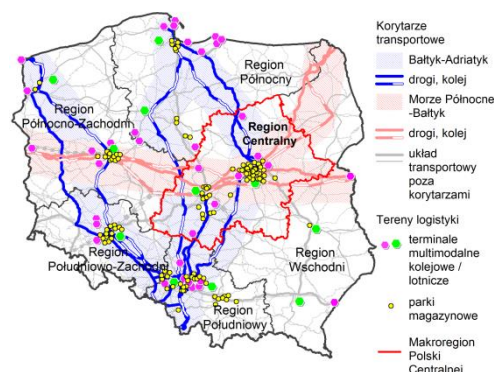 Region
Północny
Region
Północno-Zachodni
Region
Centralny
Region
Południowo-Zachodni
Region
Wschodni
Region
Południowy
Korytarze
transportowe
Bałtyk-Adriatyk
drogi, kolej
Morze Północne
-Bałtyk
drogi, kolej
układ
transportowy
poza
korytarzami
Tereny logistyki
terminale
multimodalne
kolejowe /
lotnicze
parki
magazynowe
Makroregion
Polski
Centralnej